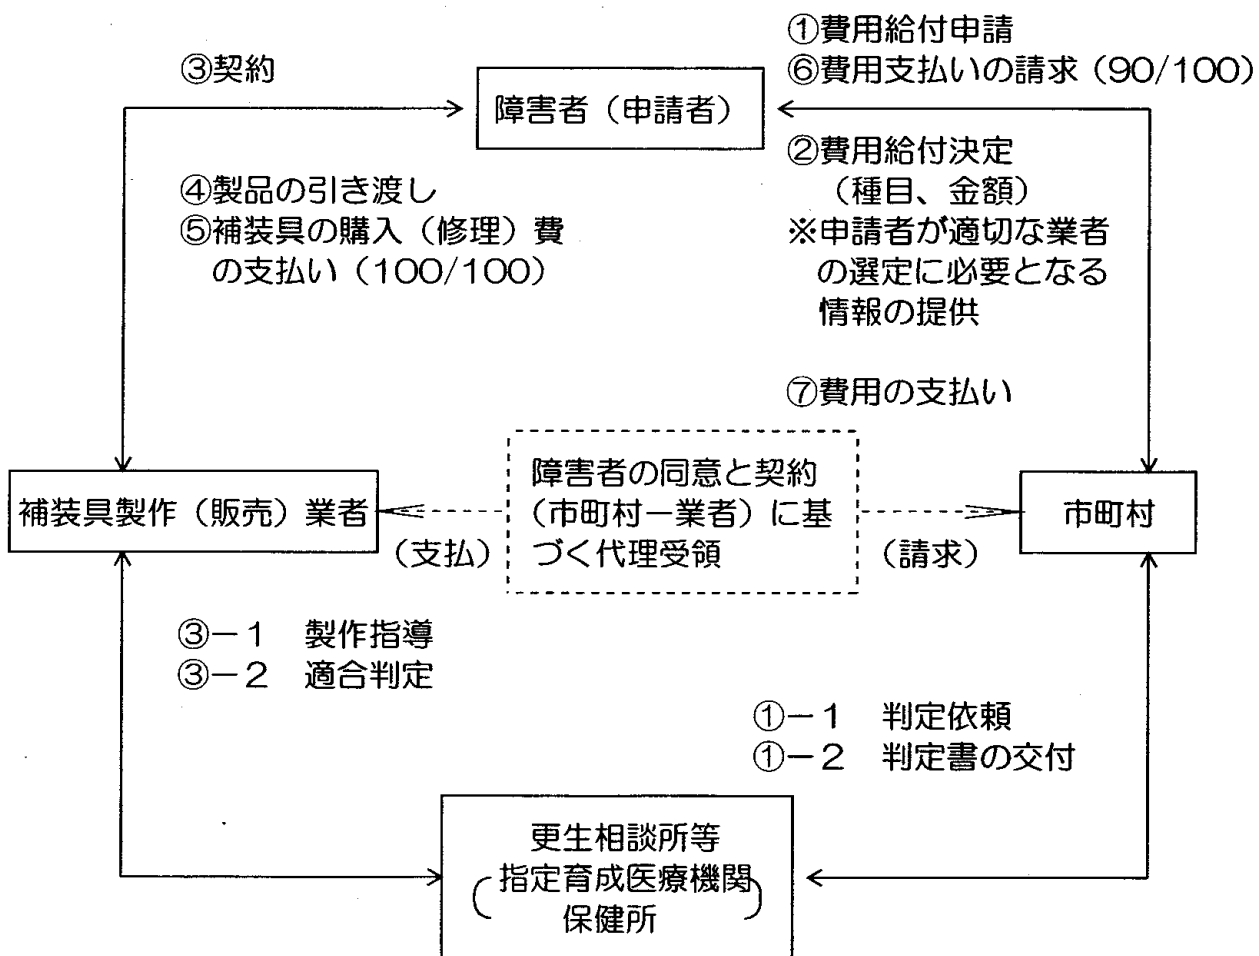 ①費用給付申請
⑥費用支払いの請求（90/100）
③契約
障害者（申請者）
②費用給付決定
（種目、金額）
※申請者が適切な業者
の選定に必要となる
情報の提供
④製品の引き渡し
⑤補装具の購入（修理）費
の支払い（100/100）
⑦費用の支払い
補装具製作（販売）業者
障害者の同意と契約
（市町村－業者）に基
づく代理受領
市町村
（支払）
（請求）
③－１　製作指導
③－２　適合判定
①－１　判定依頼
①－２　判定書の交付
更生相談所等
指定育成医療機関
保健所